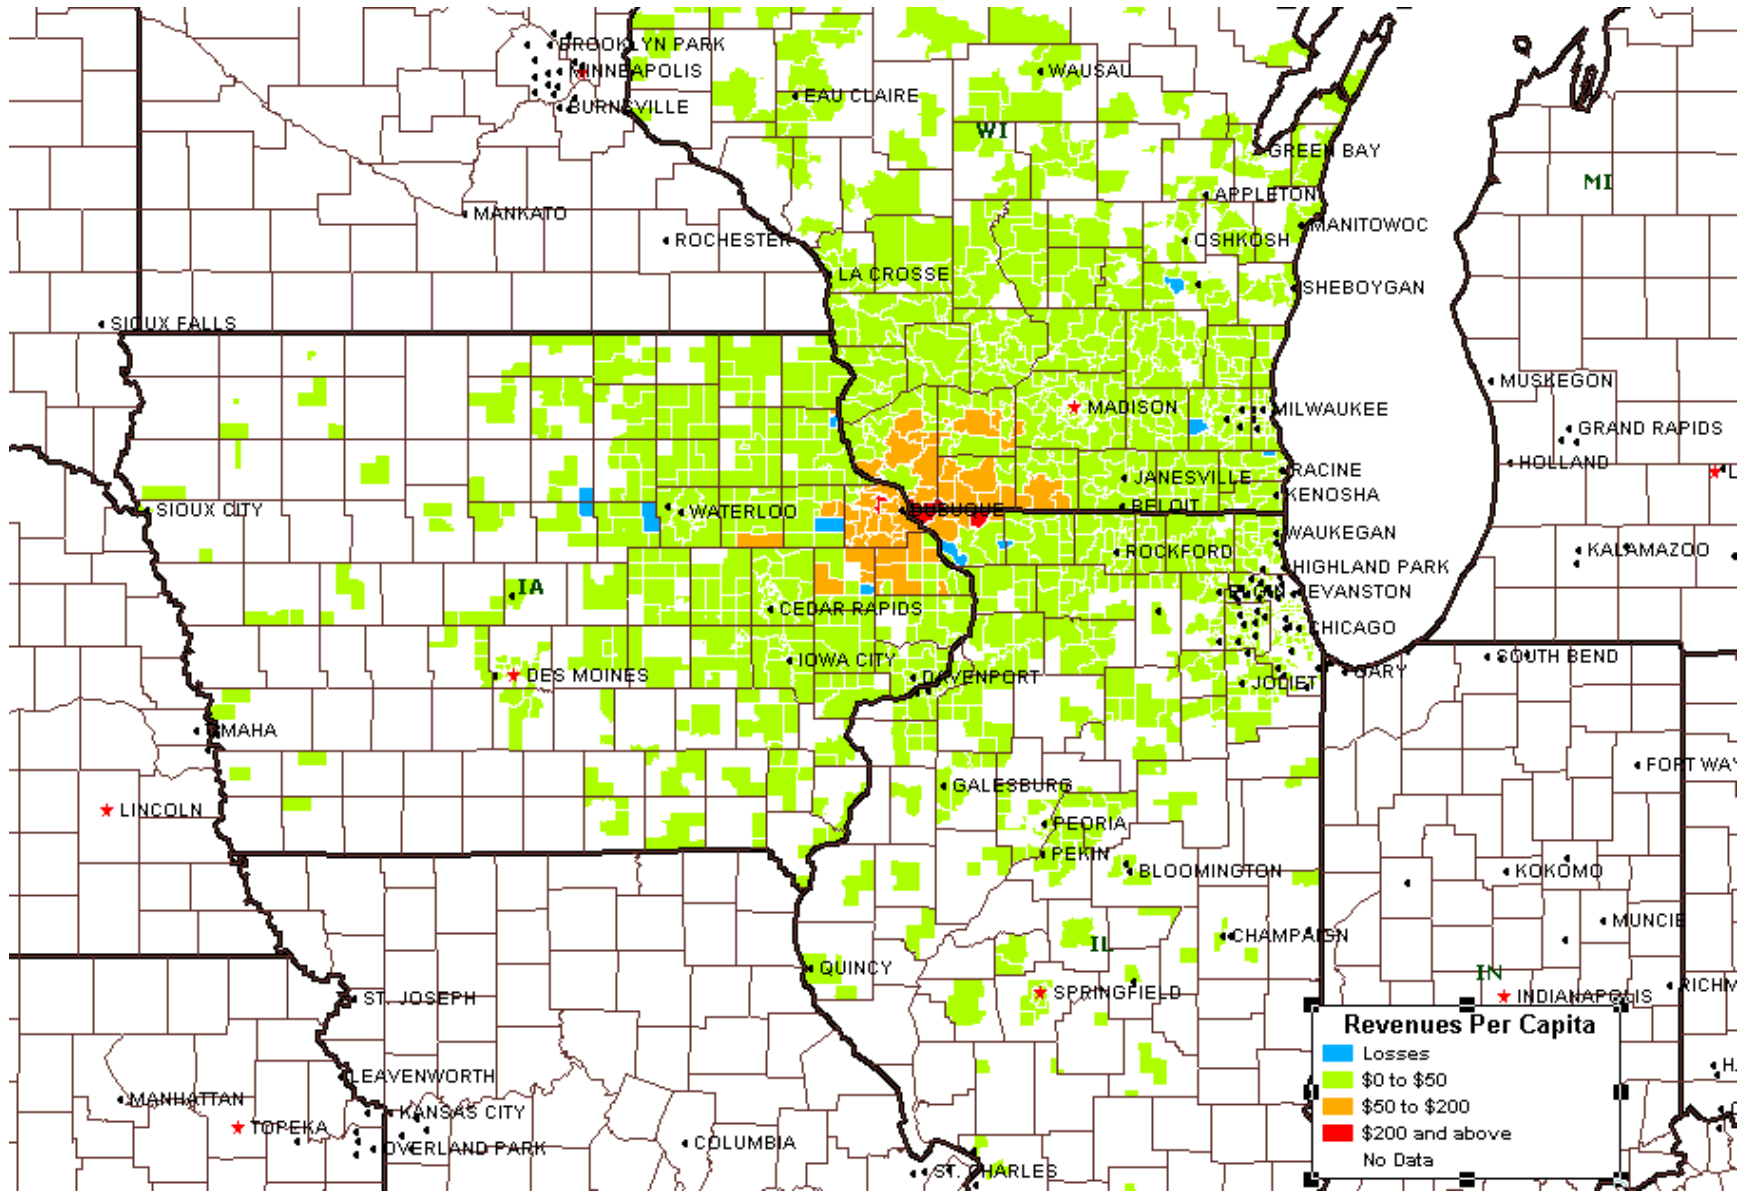 BROOKLYN PARK
MINNEAPOLIS
WAUSAU
EAU CLAIRE
BURNSVILLE
WI
GREEN BAY
MI
APPLETON
MANKATO
MANITOWOC
ROCHESTER
OSHKOSH
LA CROSSE
SHEBOYGAN
SIOUX FALLS
MUSKEGON
MADISON
MILWAUKEE
GRAND RAPIDS
HOLLAND
RACINE
L
JANESVILLE
KENOSHA
SIOUX CITY
WATERLOO
DUBUQUE
BELOIT
WAUKEGAN
ROCKFORD
KALAMAZOO
HIGHLAND PARK
IA
ELGIN
EVANSTON
CEDAR RAPIDS
CHICAGO
IOWA CITY
SOUTH BEND
DES MOINES
DAVENPORT
GARY
JOLIET
OMAHA
FORT WAY
GALESBURG
LINCOLN
PEORIA
PEKIN
BLOOMINGTON
KOKOMO
MUNCIE
CHAMPAIGN
IL
QUINCY
IN
SPRINGFIELD
RICHM
INDIANAPOLIS
ST. JOSEPH
Revenues Per Capita
Losses
$0 to $50
$50 to $200
$200 and above
No Data
H
LEAVENWORTH
MANHATTAN
KANSAS CITY
TOPEKA
OVERLAND PARK
COLUMBIA
ST. CHARLES